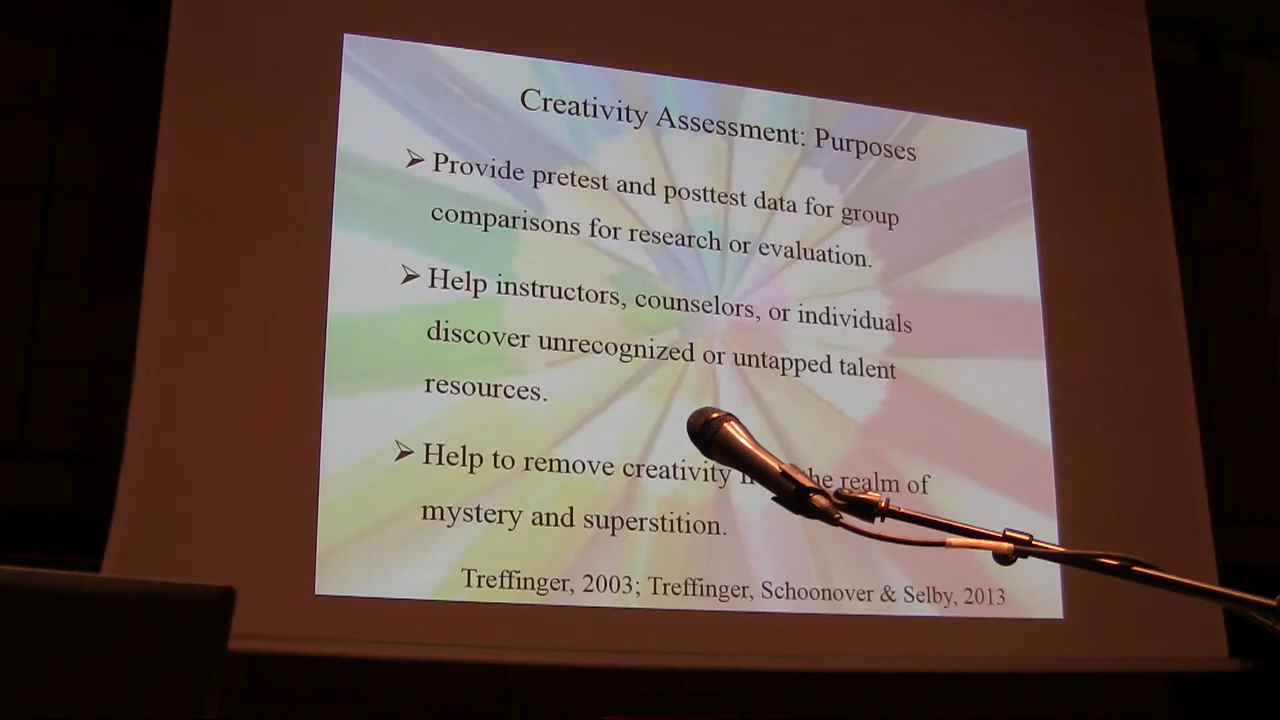 Creativity Assessment: Purposes
➢ Provide pretest and posttest data for group
comparisons for research or evaluation.
➢ Help instructors, counselors, or individuals
discover unrecognized or untapped talent
resources.
➢ Help to remove creativity he realm of
mystery and superstition.
Treffinger, 2003; Treffinger, Schoonover & Selby, 2013